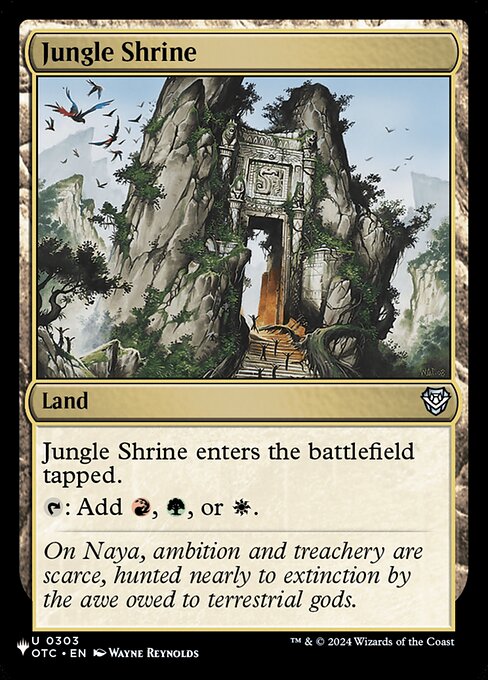 Jungle Shrine
Land
Jungle Shrine enters the battlefield
tapped.
: Add , , or .
On Naya, ambition and treachery are
scarce, hunted nearly to extinction by
the awe owed to terrestrial gods.
U 0303
OTC • EN Wayne Reynolds
™ & © 2024 Wizards of the Coast